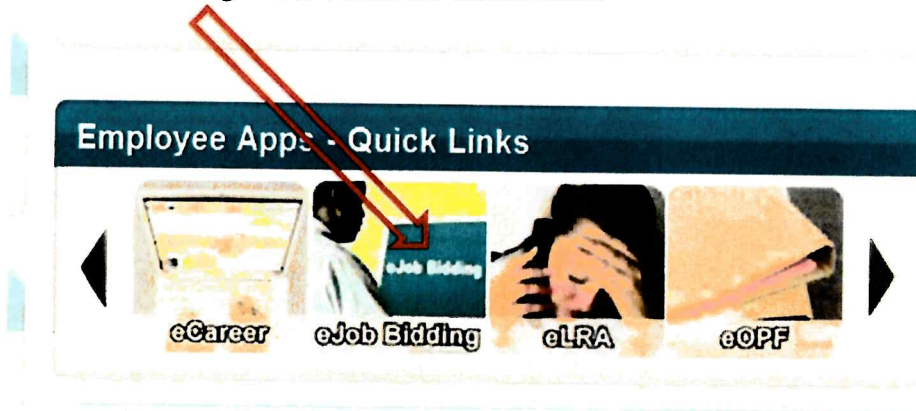 Employee Apps - Quick Links
eJob Bidding
eCareer eJob Bidding eLRA eOPF